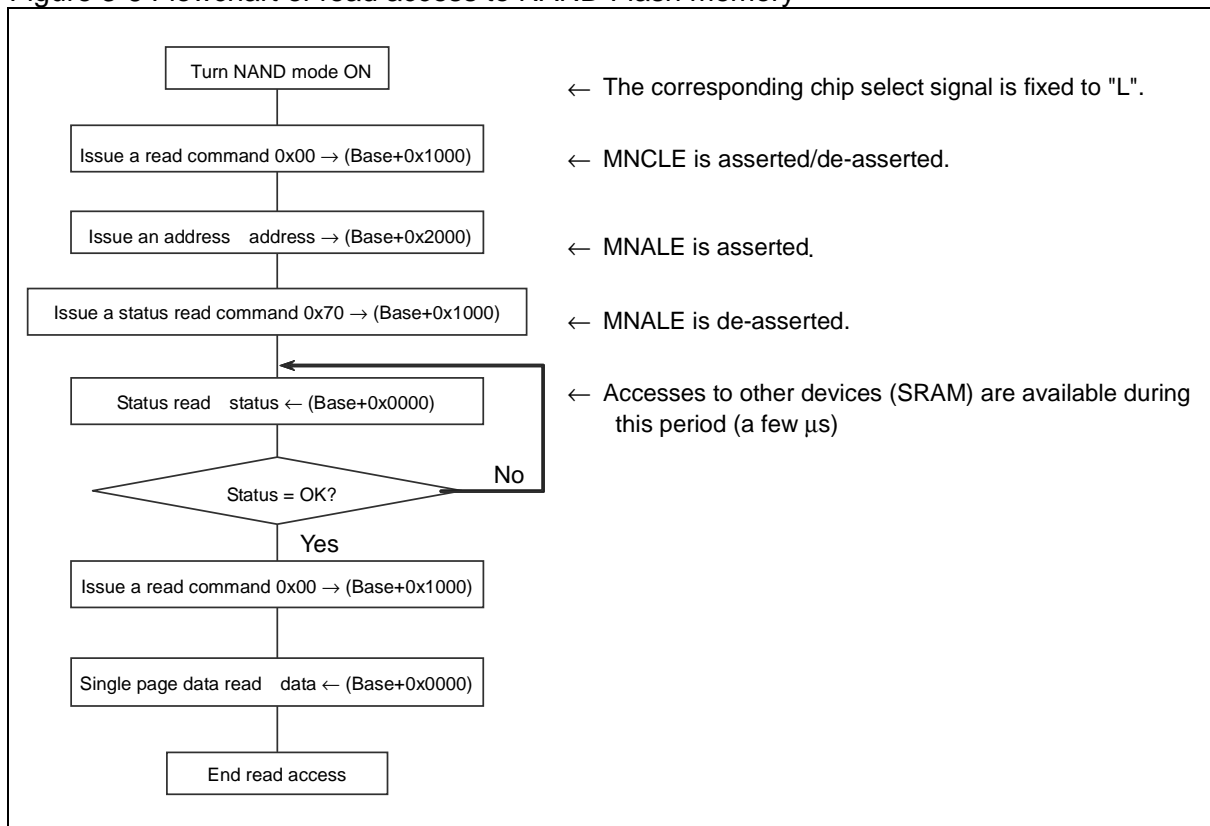 Turn NAND mode ON
← The corresponding chip select signal is fixed to "L".
Issue a read command 0x00 → (Base+0x1000)
← MNCLE is asserted/de-asserted.
Issue an address address → (Base+0x2000)
← MNALE is asserted.
Issue a status read command 0x70 → (Base+0x1000)
← MNALE is de-asserted.
Status read status ← (Base+0x0000)
← Accesses to other devices (SRAM) are available during
this period (a few μs)
Status = OK?
No
Yes
Issue a read command 0x00 → (Base+0x1000)
Single page data read data ← (Base+0x0000)
End read access